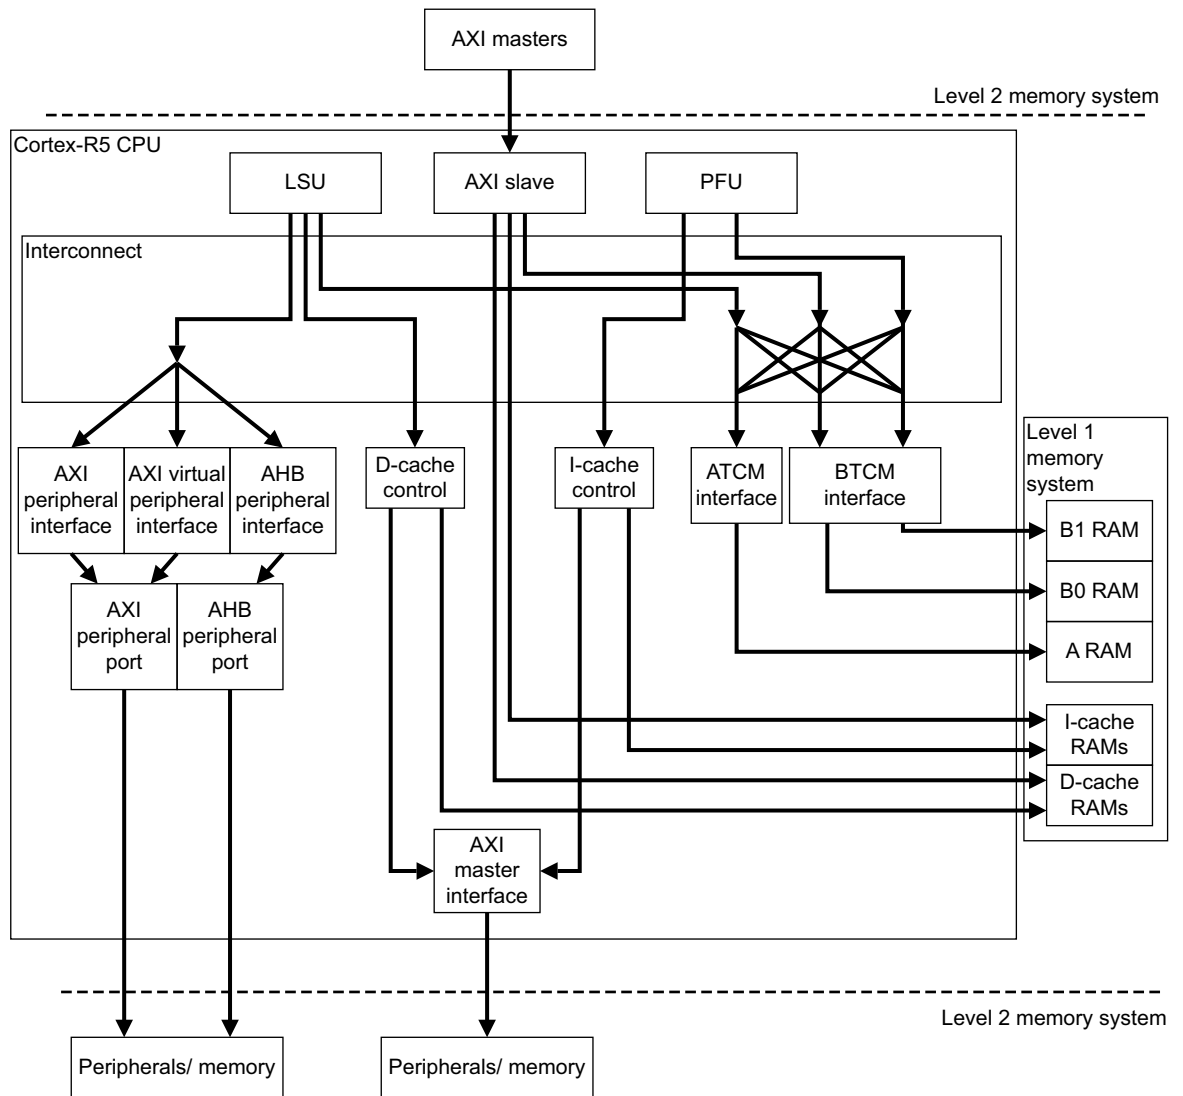 AXI masters
Level 2 memory system
Cortex-R5 CPU
LSU
AXI slave
PFU
Interconnect
AXI
peripheral
interface
AXI virtual
peripheral
interface
AHB
peripheral
interface
D-cache
control
I-cache
control
ATCM
interface
BTCM
interface
Level 1
memory
system
B1 RAM
B0 RAM
A RAM
I-cache
RAMs
D-cache
RAMs
AXI
peripheral
port
AHB
peripheral
port
AXI
master
interface
Level 2 memory system
Peripherals/ memory
Peripherals/ memory